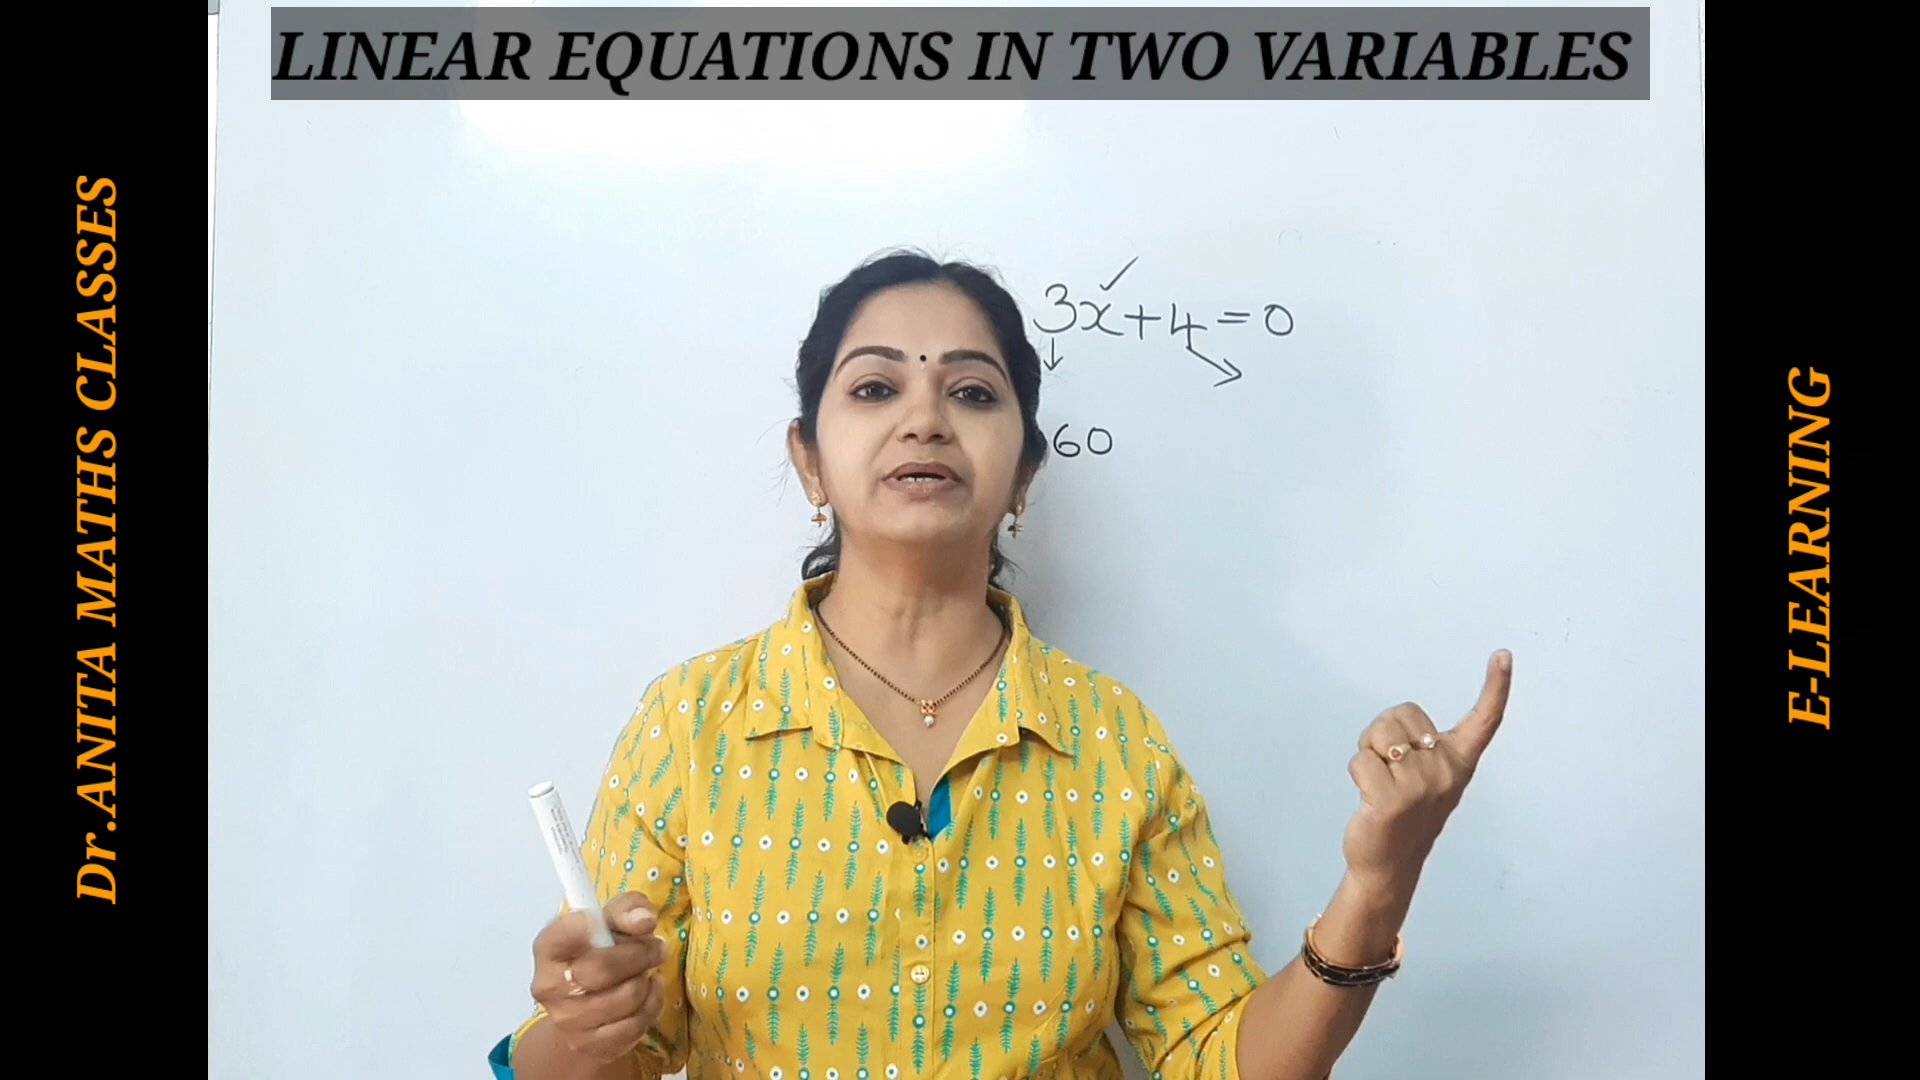 LINEAR EQUATIONS IN TWO VARIABLES
Dr.ANITA MATHS CLASSES
3x+4=0
60
E-LEARNING